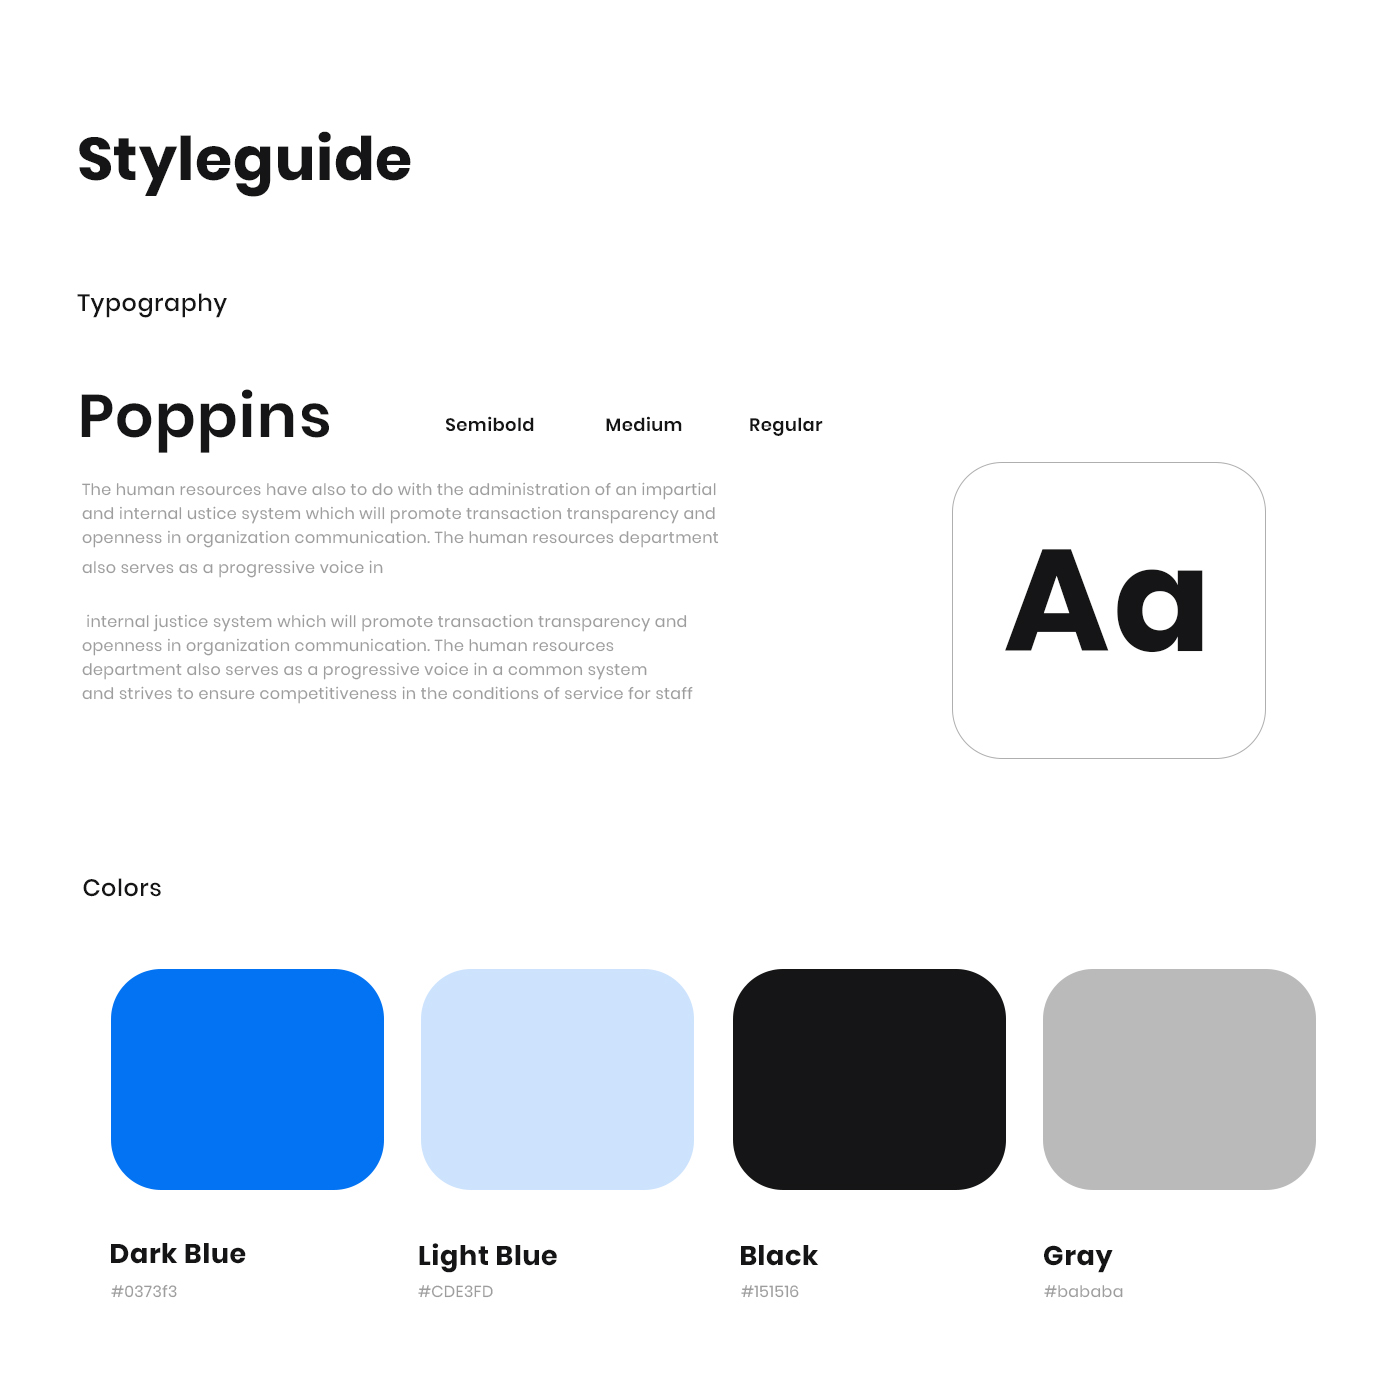 Styleguide
Typography
Poppins
Semibold
Medium
Regular
The human resources have also to do with the administration of an impartial
and internal ustice system which will promote transaction transparency and
openness in organization communication. The human resources department
also serves as a progressive voice in
internal justice system which will promote transaction transparency and
openness in organization communication. The human resources
department also serves as a progressive voice in a common system
and strives to ensure competitiveness in the conditions of service for staff
Aa
Colors
Dark Blue
#0373f3
Light Blue
#CDE3FD
Black
#151516
Gray
#bababa